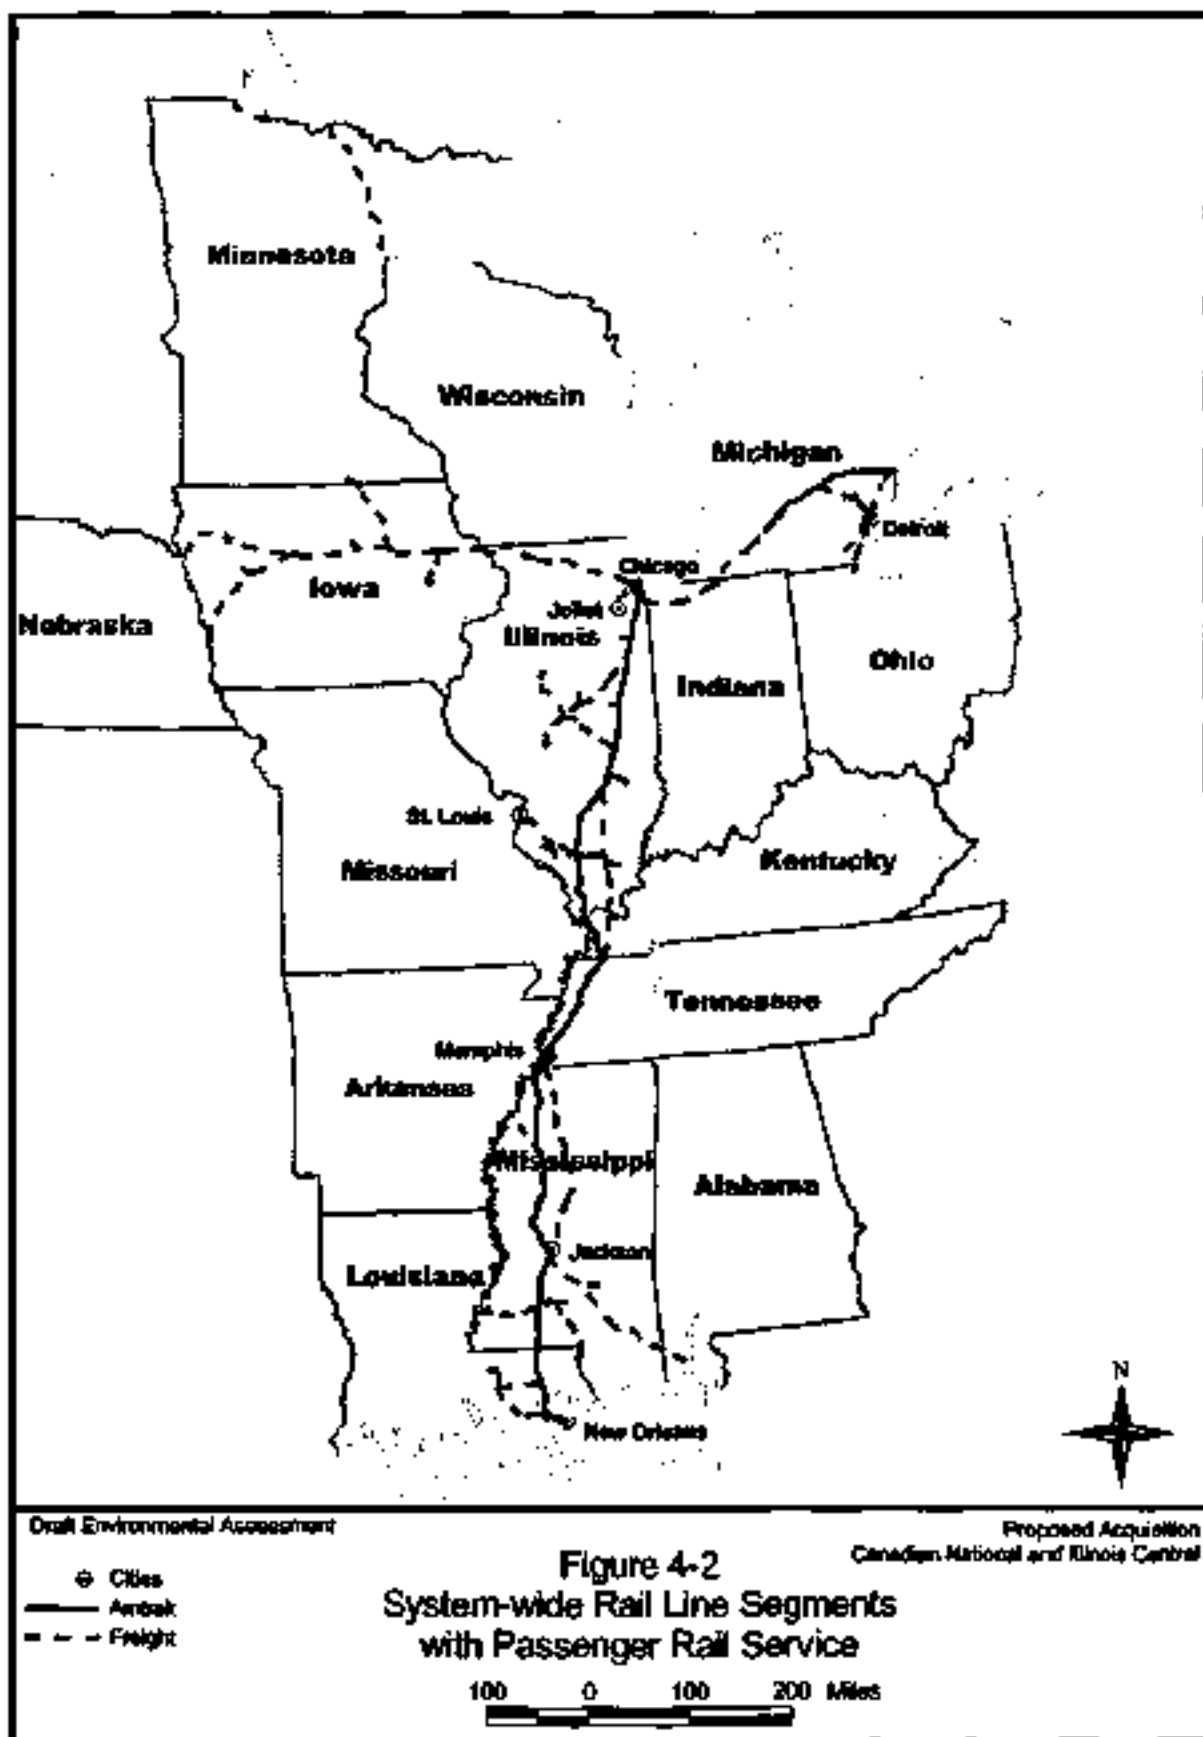 Minnesota
Wisconsin
Michigan
Detroit
Chicago
Iowa
Joliet
Nebraska
Illinois
Ohio
Indiana
St. Louis
Missouri
Kentucky
Tennessee
Memphis
Arkansas
Mississippi
Alabama
Jackson
Louisiana
N
New Orleans
Draft Environmental Assessment
Proposed Acquisition
Canadian National and Illinois Central
Figure 4-2
System-wide Rail Line Segments
with Passenger Rail Service
Cities
Amtrak
Freight
100 0 100 200 Miles